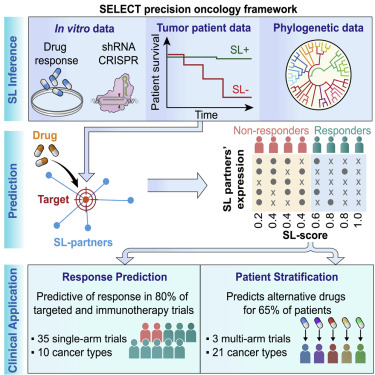 SELECT precision oncology framework
SL Inference
In vitro data
Drug
response
shRNA
CRISPR
Tumor patient data
Patient survival
SL+
SL-
Time
Phylogenetic data
Prediction
Drug
Target
SL-partners
Non-responders
Responders
SL partners'
expression
x x x x
x x x x
x x x x
x x x
x x
0.2
0.4
0.4
0.4
0.6
0.8
0.8
1.0
SL-score
Clinical Application
Response Prediction
Predictive of response in 80% of
targeted and immunotherapy trials
• 35 single-arm trials
• 10 cancer types
Patient Stratification
Predicts alternative drugs
for 65% of patients
• 3 multi-arm trials
• 21 cancer types